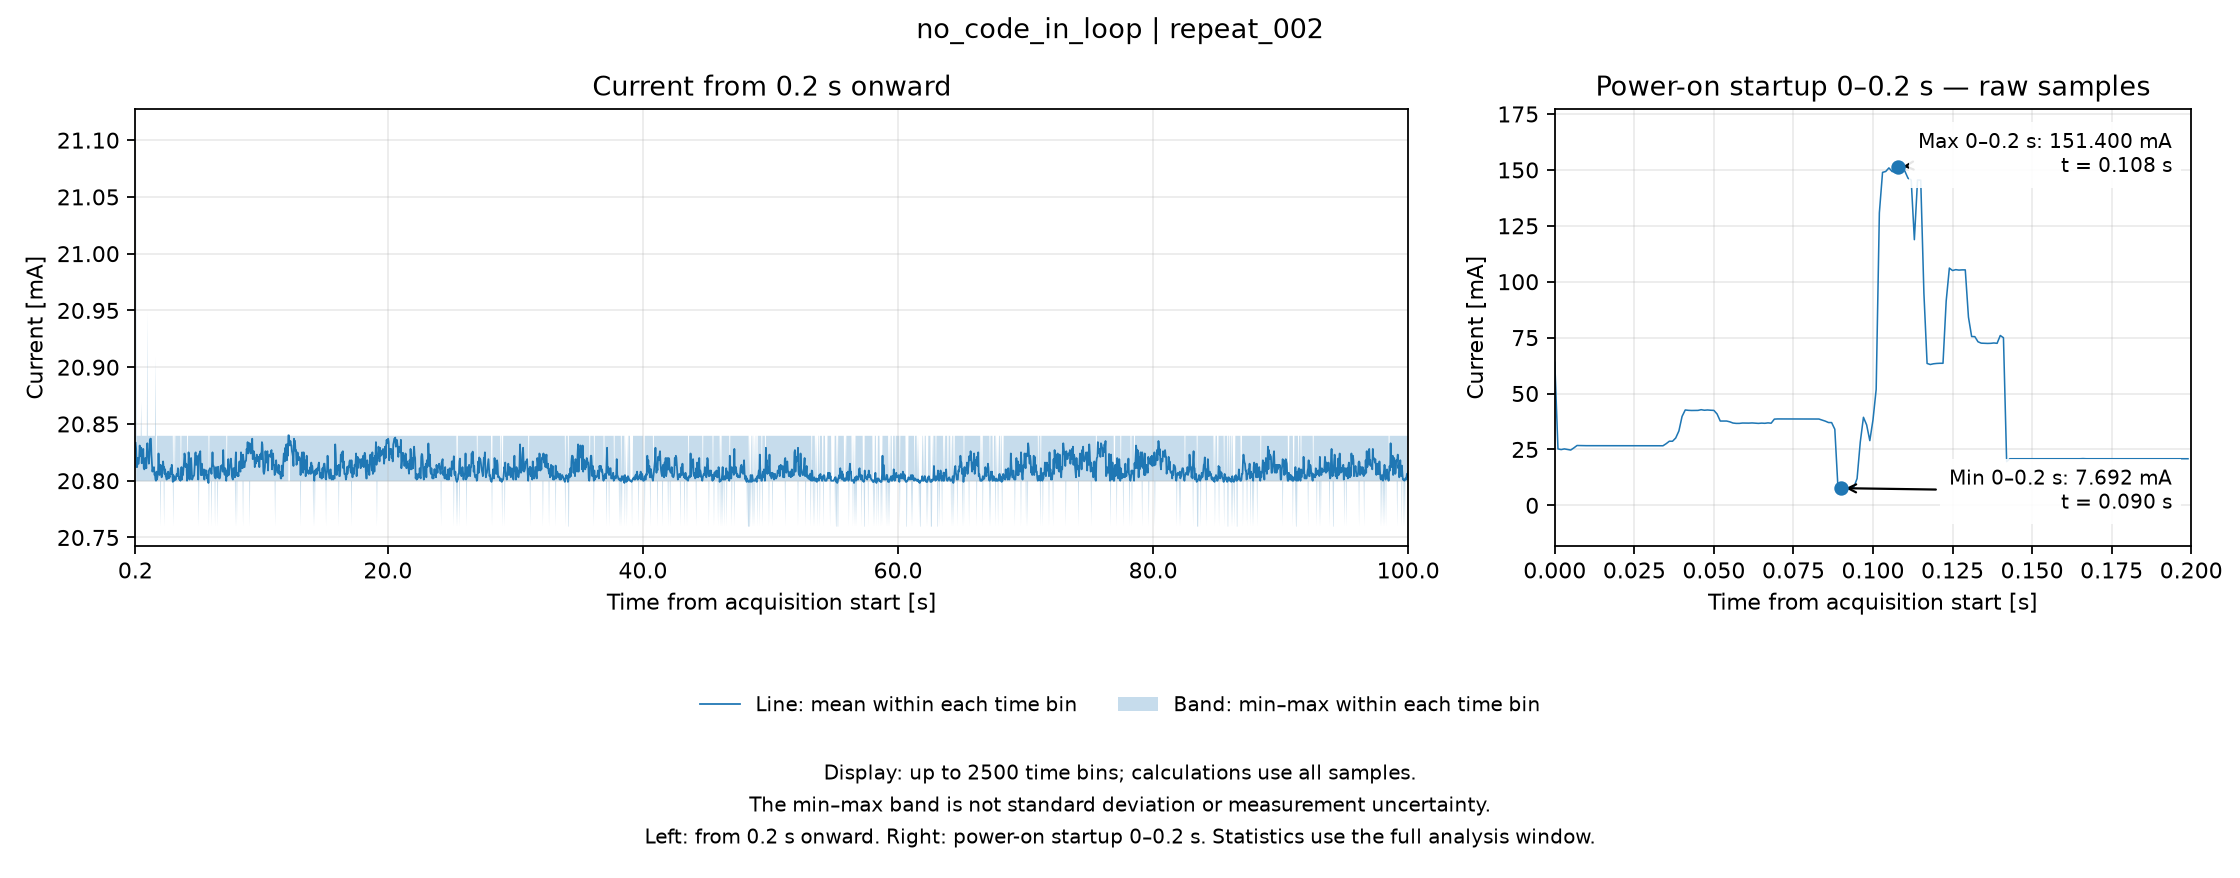 no_code_in_loop | repeat_002
Current from 0.2 s onward
Current [mA]
21.10
21.05
21.00
20.95
20.90
20.85
20.80
20.75
0.2
20.0
40.0
60.0
80.0
100.0
Time from acquisition start [s]
Power-on startup 0–0.2 s — raw samples
Current [mA]
175
150
125
100
75
50
25
0
Max 0–0.2 s: 151.400 mA
t = 0.108 s
Min 0–0.2 s: 7.692 mA
t = 0.090 s
0.000
0.025
0.050
0.075
0.100
0.125
0.150
0.175
0.200
Time from acquisition start [s]
Line: mean within each time bin
Band: min–max within each time bin
Display: up to 2500 time bins; calculations use all samples.
The min–max band is not standard deviation or measurement uncertainty.
Left: from 0.2 s onward. Right: power-on startup 0–0.2 s. Statistics use the full analysis window.